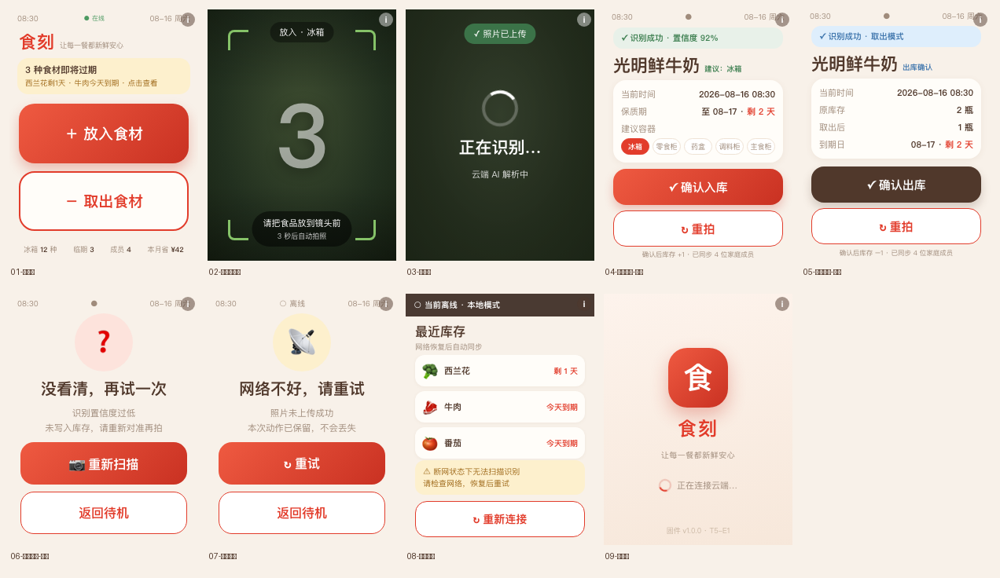 08:30 在线 08-16
食刻 让每一餐都新鲜安心
3 种食材即将过期
西兰花剩1天 · 牛肉今天到期 · 点击查看
+ 放入食材
− 取出食材
冰箱 12 种 临期 3 成员 4 本月省 ¥42
01-
i
放入 · 冰箱
3
请把食品放到镜头前
3 秒后自动拍照
02-
i
✓ 照片已上传
正在识别…
云端 AI 解析中
03-
08:30 08-16 i
✓ 识别成功 · 置信度 92%
光明鲜牛奶 建议: 冰箱
当前时间 2026-08-16 08:30
保质期 至 08-17 · 剩 2 天
建议容器
冰箱 零食柜 药盒 调料柜 主食柜
✓ 确认入库
↻ 重拍
确认后库存 +1 · 已同步 4 位家庭成员
04-
08:30 08-16 i
✓ 识别成功 · 取出模式
光明鲜牛奶 出库确认
当前时间 2026-08-16 08:30
原库存 2 瓶
取出后 1 瓶
到期日 08-17 · 剩 2 天
✓ 确认出库
↻ 重拍
确认后库存 −1 · 已同步 4 位家庭成员
05-
08:30 08-16 i
?
没看清，再试一次
识别置信度过低
未写入库存，请重新对准再拍
重新扫描
返回待机
06-
08:30 离线 08-16 i
网络不好，请重试
照片未上传成功
本次动作已保留，不会丢失
↻ 重试
返回待机
07-
当前离线 · 本地模式 i
最近库存
网络恢复后自动同步
西兰花 剩 1 天
牛肉 今天到期
番茄 今天到期
⚠ 断网状态下无法扫描识别
请检查网络，恢复后重试
↻ 重新连接
08-
i
食
食刻
让每一餐都新鲜安心
正在连接云端…
固件 v1.0.0 · T5-E1
09-